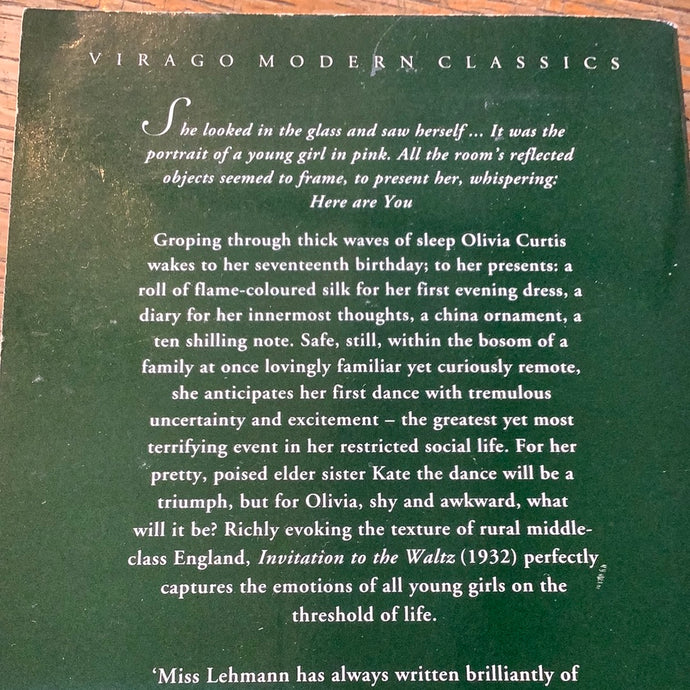 VIRAGO MODERN CLASSICS
She looked in the glass and saw herself ... It was the
portrait of a young girl in pink. All the room's reflected
objects seemed to frame, to present her, whispering:
Here are You
Groping through thick waves of sleep Olivia Curtis
wakes to her seventeenth birthday; to her presents: a
roll of flame-coloured silk for her first evening dress, a
diary for her innermost thoughts, a china ornament, a
ten shilling note. Safe, still, within the bosom of a
family at once lovingly familiar yet curiously remote,
she anticipates her first dance with tremulous
uncertainty and excitement – the greatest yet most
terrifying event in her restricted social life. For her
pretty, poised elder sister Kate the dance will be a
triumph, but for Olivia, shy and awkward, what
will it be? Richly evoking the texture of rural middle-
class England, Invitation to the Waltz (1932) perfectly
captures the emotions of all young girls on the
threshold of life.
'Miss Lehmann has always written brilliantly of